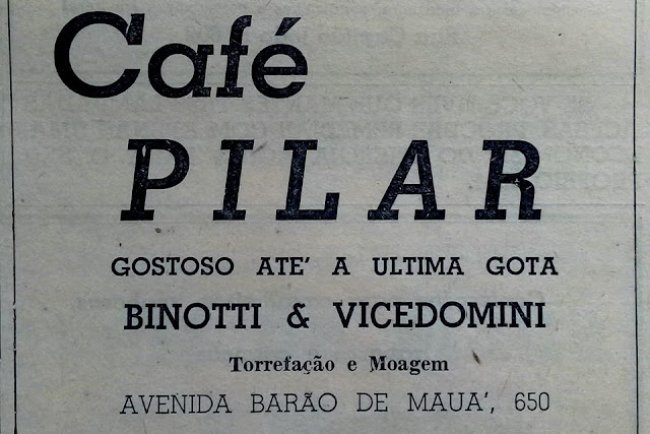 Café
PILAR
GOSTOSO ATE' A ULTIMA GOTA
BINOTTI & VICEDOMINI
Torrefação e Moagem
AVENIDA BARÃO DE MAUA', 650